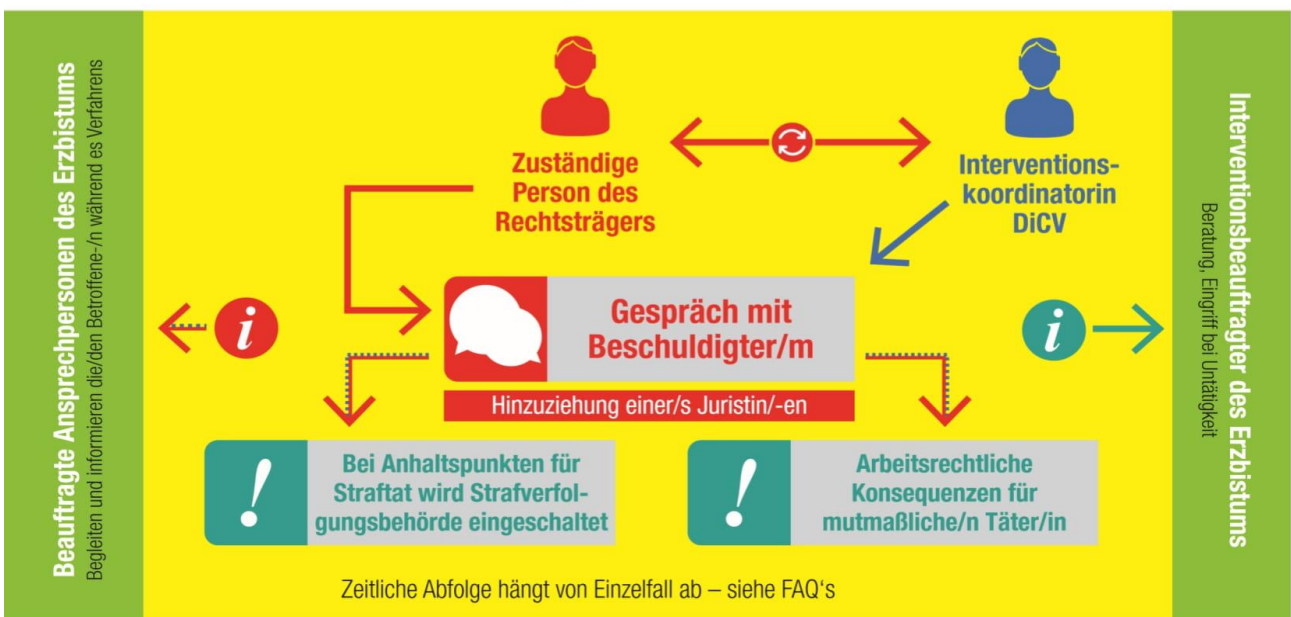 Beauftragte Ansprechpersonen des Erzbistums
Begleiten und informieren die/den Betroffene-/n während es Verfahrens
Zuständige
Person des
Rechtsträgers
Interventions-
koordinatorin
DiCV
i
Gespräch mit
Beschuldigter/m
Hinzuziehung einer/s Juristin/-en
i
!
Bei Anhaltspunkten für
Straftat wird Strafverfol-
gungsbehörde eingeschaltet
!
Arbeitsrechtliche
Konsequenzen für
mutmaßliche/n Täter/in
Zeitliche Abfolge hängt von Einzelfall ab – siehe FAQ‘s
Interventionsbeauftragter des Erzbistums
Beratung, Eingriff bei Untätigkeit